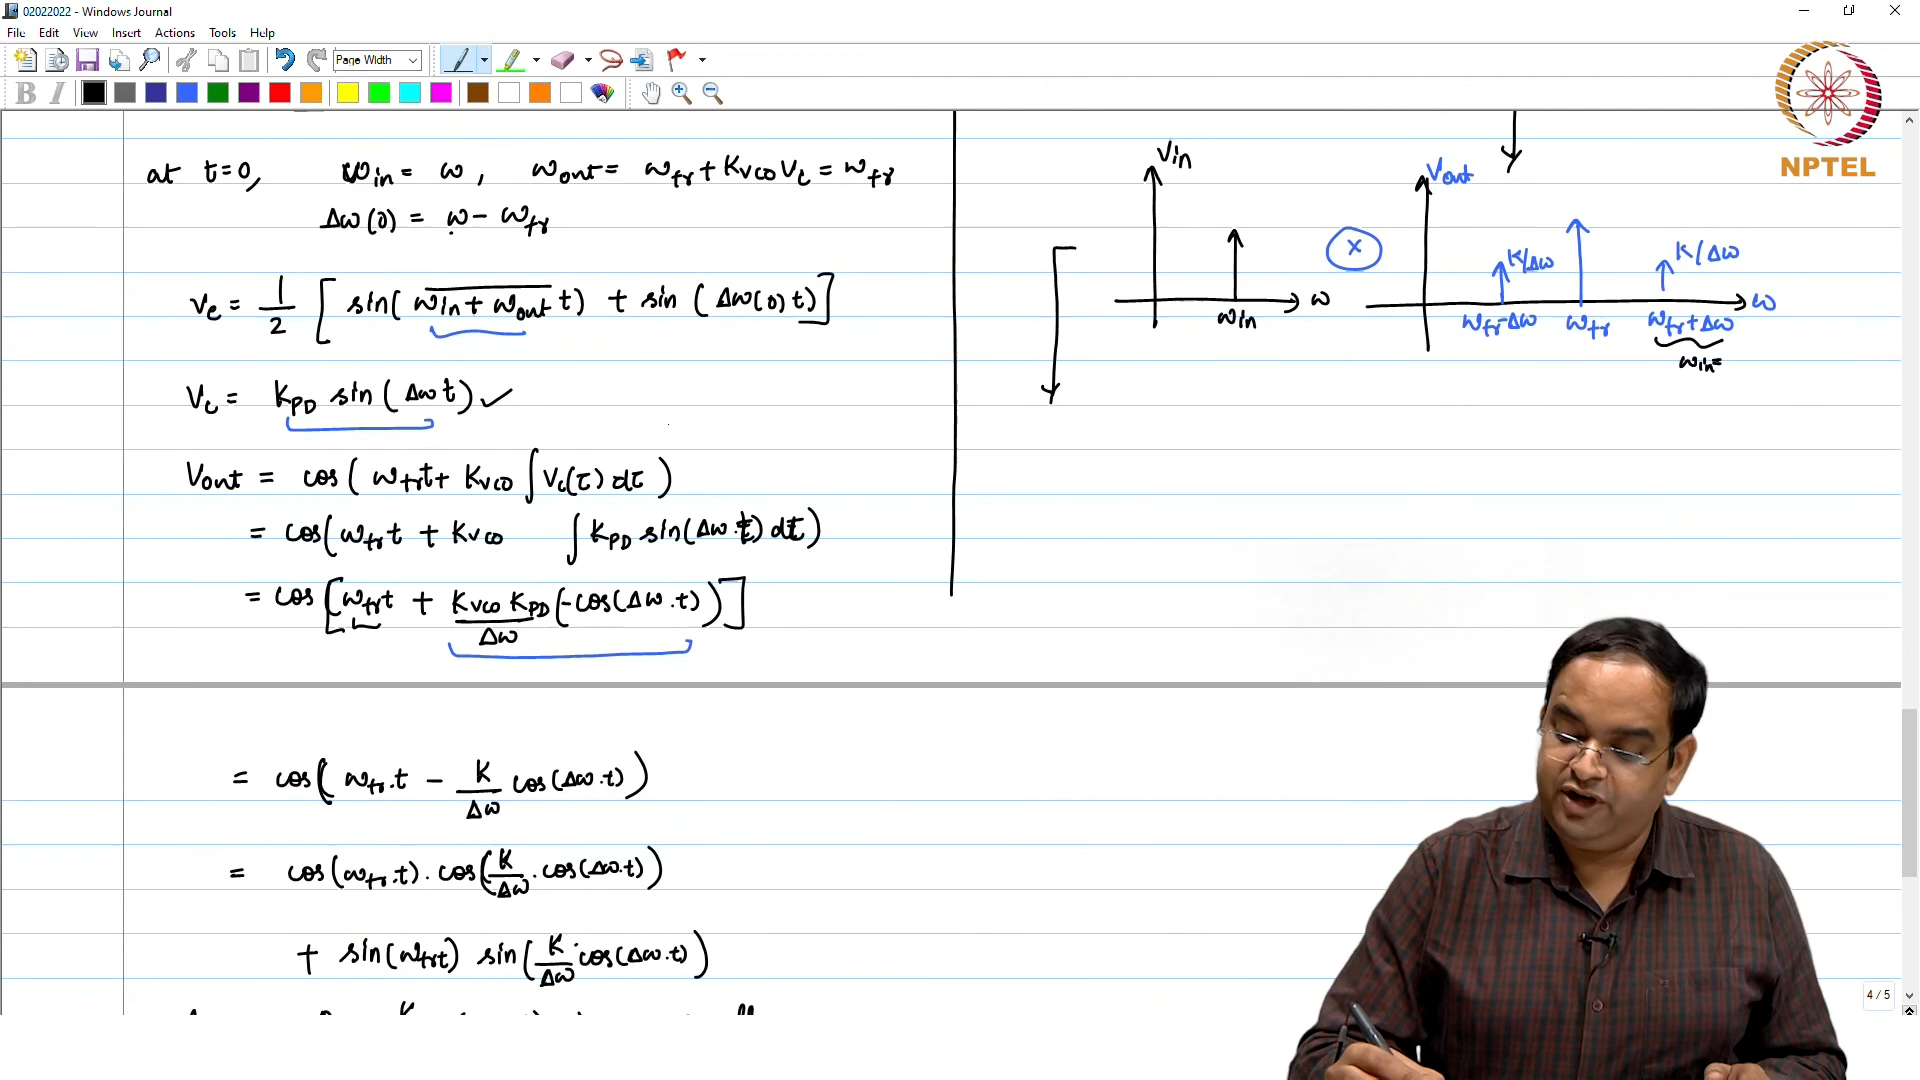 02022022 - Windows Journal
File Edit View Insert Actions Tools Help
Page Width
B I
NPTEL
at t=0, ωin = ω, ωout = ωfr + KVCO Vc = ωfr
Δω(0) = ω - ωfr
ve = 1/2 [ sin( ωin + ωout t) + sin (Δω(0) t) ]
Vc = KPD sin(Δω t) ✓
Vout = cos( ωfr t + KVCO ∫ Vc(τ) dτ )
= cos(ωfr t + KVCO ∫ KPD sin(Δω·τ) dτ)
= cos [ ωfr t + KVCO KPD/Δω (-cos(Δω.t)) ]
= cos( ωfr.t - K/Δω cos(Δω.t) )
= cos(ωfr.t) . cos( K/Δω . cos(Δω.t) )
+ sin(ωfr t) sin( K/Δω . cos(Δω.t) )
Vin
ωin
ω
X
Vout
K/Δω
K/Δω
ωfr-Δω ωfr ωfr+Δω ω
ωin=
4 / 5